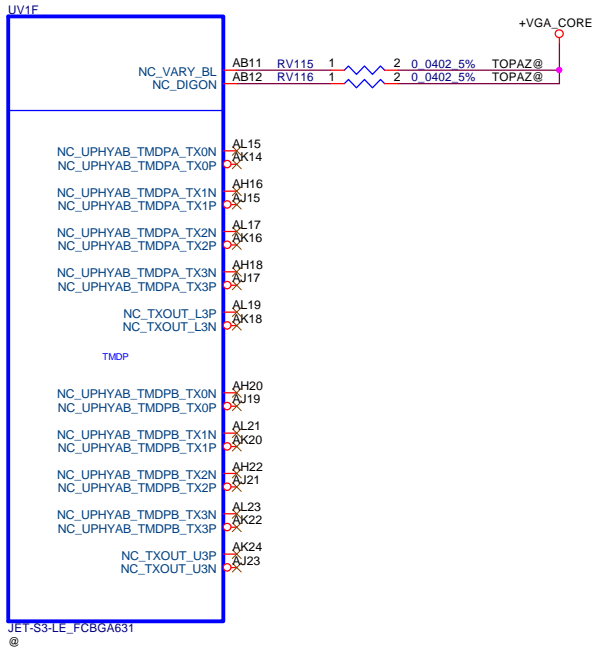 UV1F
+VGA_CORE
NC_VARY_BL AB11 RV115 1 2 0_0402_5% TOPAZ@
NC_DIGON AB12 RV116 1 2 0_0402_5% TOPAZ@
NC_UPHYAB_TMDPA_TX0N AL15
NC_UPHYAB_TMDPA_TX0P AK14
NC_UPHYAB_TMDPA_TX1N AH16
NC_UPHYAB_TMDPA_TX1P AJ15
NC_UPHYAB_TMDPA_TX2N AL17
NC_UPHYAB_TMDPA_TX2P AK16
NC_UPHYAB_TMDPA_TX3N AH18
NC_UPHYAB_TMDPA_TX3P AJ17
NC_TXOUT_L3P AL19
NC_TXOUT_L3N AK18
TMDP
NC_UPHYAB_TMDPB_TX0N AH20
NC_UPHYAB_TMDPB_TX0P AJ19
NC_UPHYAB_TMDPB_TX1N AL21
NC_UPHYAB_TMDPB_TX1P AK20
NC_UPHYAB_TMDPB_TX2N AH22
NC_UPHYAB_TMDPB_TX2P AJ21
NC_UPHYAB_TMDPB_TX3N AL23
NC_UPHYAB_TMDPB_TX3P AK22
NC_TXOUT_U3P AK24
NC_TXOUT_U3N AJ23
JET-S3-LE_FCBGA631
@